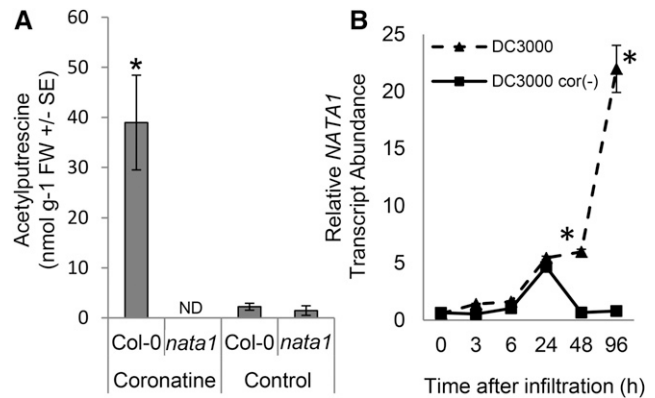 A
Acetylputrescine
(nmol g-1 FW +/- SE)
60
50
40
30
20
10
0
*
ND
Col-0 nata1 Col-0 nata1
Coronatine Control
B
Relative NATA1
Transcript Abundance
25
20
15
10
5
0
DC3000
DC3000 cor(-)
*
*
0 3 6 24 48 96
Time after infiltration (h)